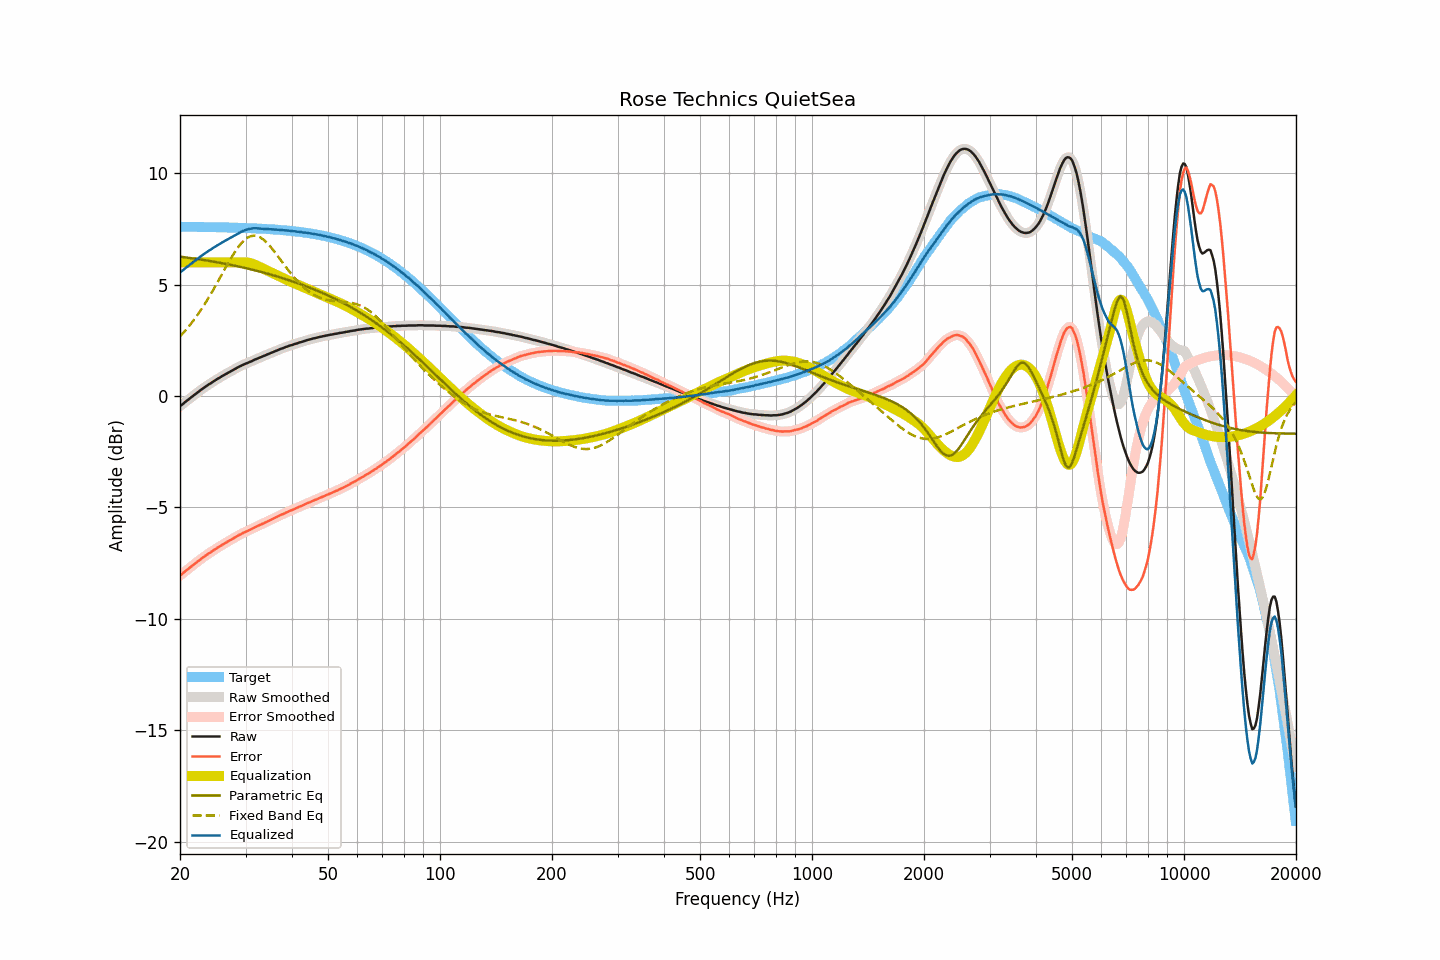 Rose Technics QuietSea
10
5
0
−5
−10
−15
−20
Amplitude (dBr)
Target
Raw Smoothed
Error Smoothed
Raw
Error
Equalization
Parametric Eq
Fixed Band Eq
Equalized
20 50 100 200 500 1000 2000 5000 10000 20000
Frequency (Hz)